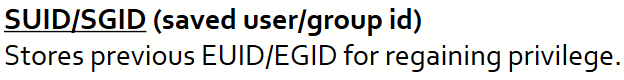 SUID/SGID (saved user/group id)
Stores previous EUID/EGID for regaining privilege.